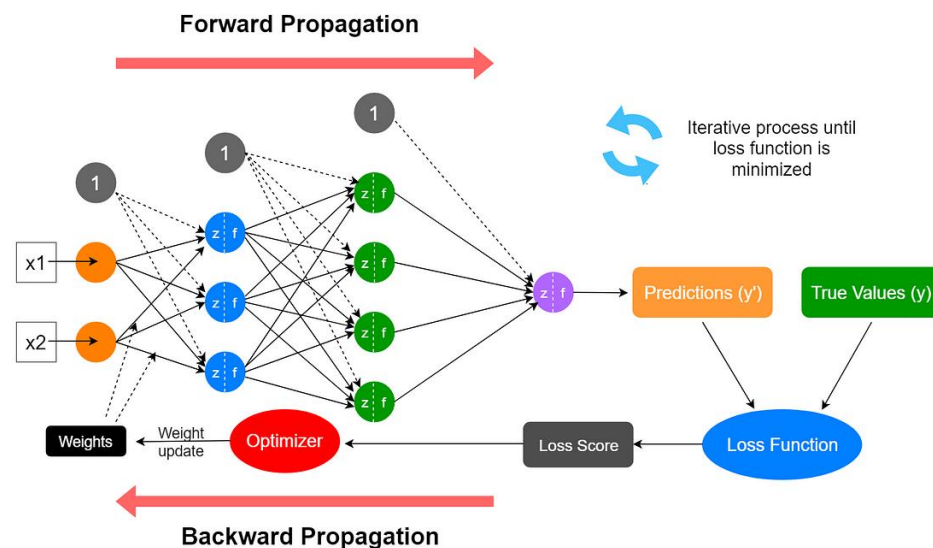 Forward Propagation
1
1
1
Iterative process until
loss function is
minimized
z f
z f
z f
z f
z f
z f
z f
z f
x1
x2
Predictions (y')
True Values (y)
Weights
Weight
update
Optimizer
Loss Score
Loss Function
Backward Propagation